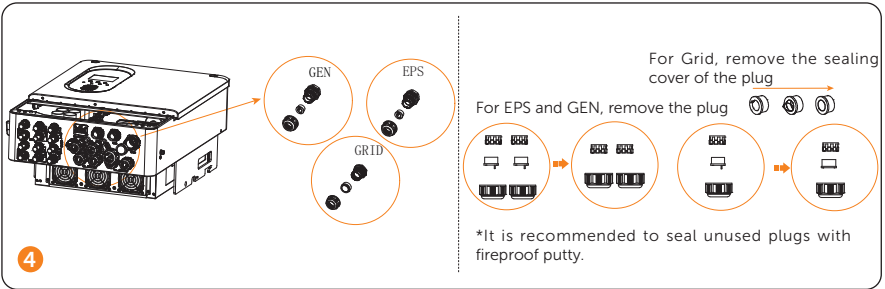 GEN
EPS
GRID
4
For Grid, remove the sealing
cover of the plug
For EPS and GEN, remove the plug
*It is recommended to seal unused plugs with
fireproof putty.